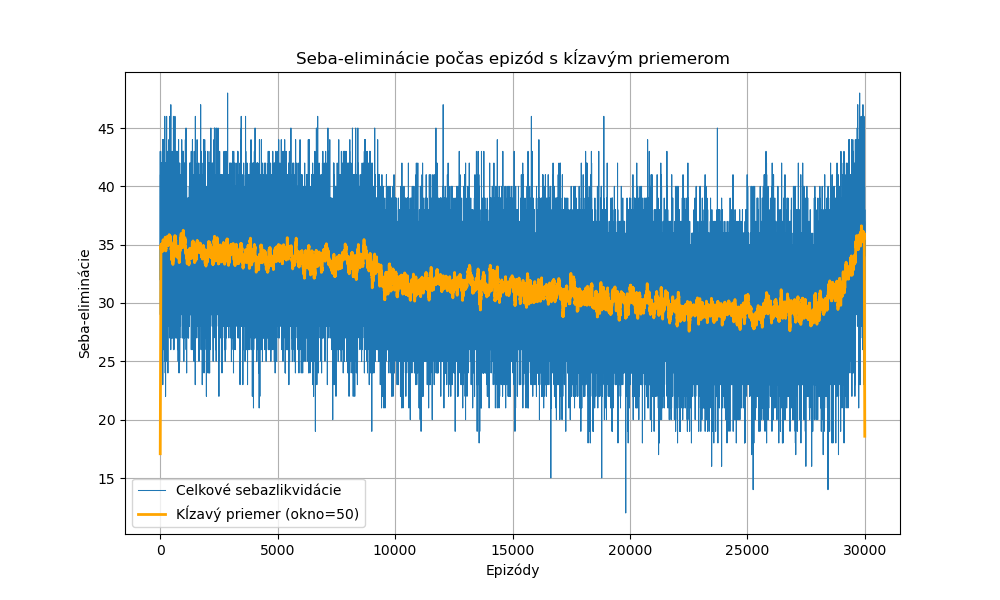 Seba-eliminácie počas epizód s kĺzavým priemerom
Seba-eliminácie
45
40
35
30
25
20
15
Celkové sebazlikvidácie
Kĺzavý priemer (okno=50)
0 5000 10000 15000 20000 25000 30000
Epizódy